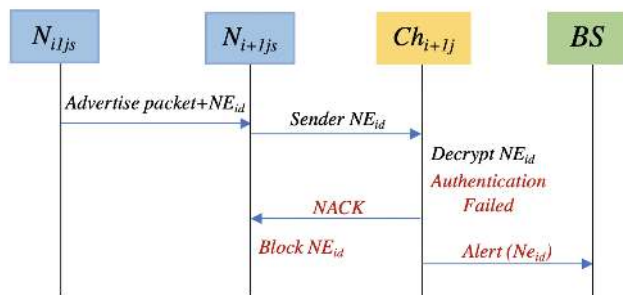 N_{i1js} N_{i+1js} Ch_{i+1j} BS
Advertise packet+NE_{id}
Sender NE_{id}
Decrypt NE_{id}
Authentication
Failed
NACK
Block NE_{id}
Alert (Ne_{id})